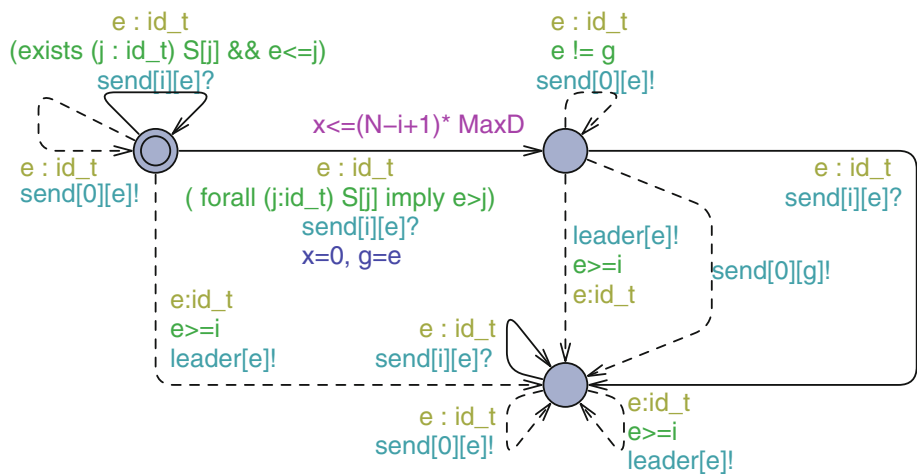 e : id_t
(exists (j : id_t) S[j] && e<=j)
send[i][e]?
e : id_t
send[0][e]!
x<=(N−i+1)* MaxD
e : id_t
( forall (j:id_t) S[j] imply e>j)
send[i][e]?
x=0, g=e
e : id_t
e != g
send[0][e]!
e : id_t
send[i][e]?
leader[e]!
e>=i
e:id_t
send[0][g]!
e:id_t
e>=i
leader[e]!
e : id_t
send[i][e]?
e : id_t
send[0][e]!
e:id_t
e>=i
leader[e]!